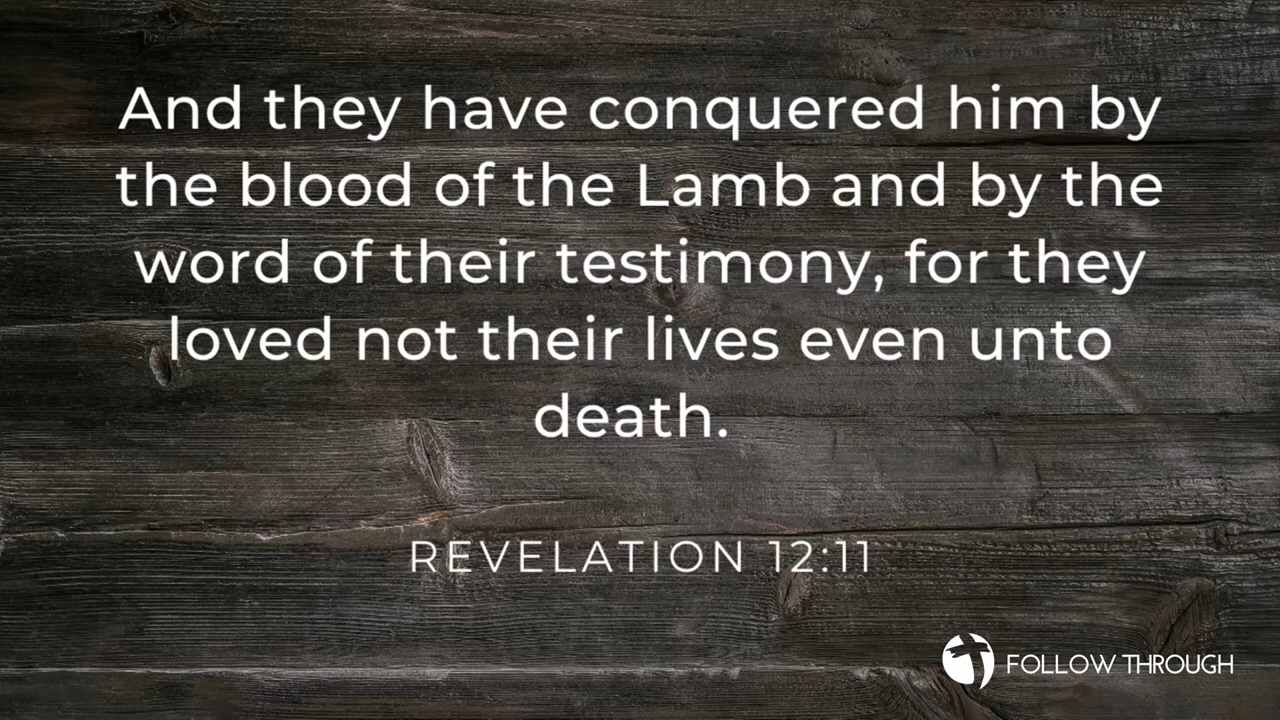 And they have conquered him by
the blood of the Lamb and by the
word of their testimony, for they
loved not their lives even unto
death.
REVELATION 12:11
FOLLOW THROUGH